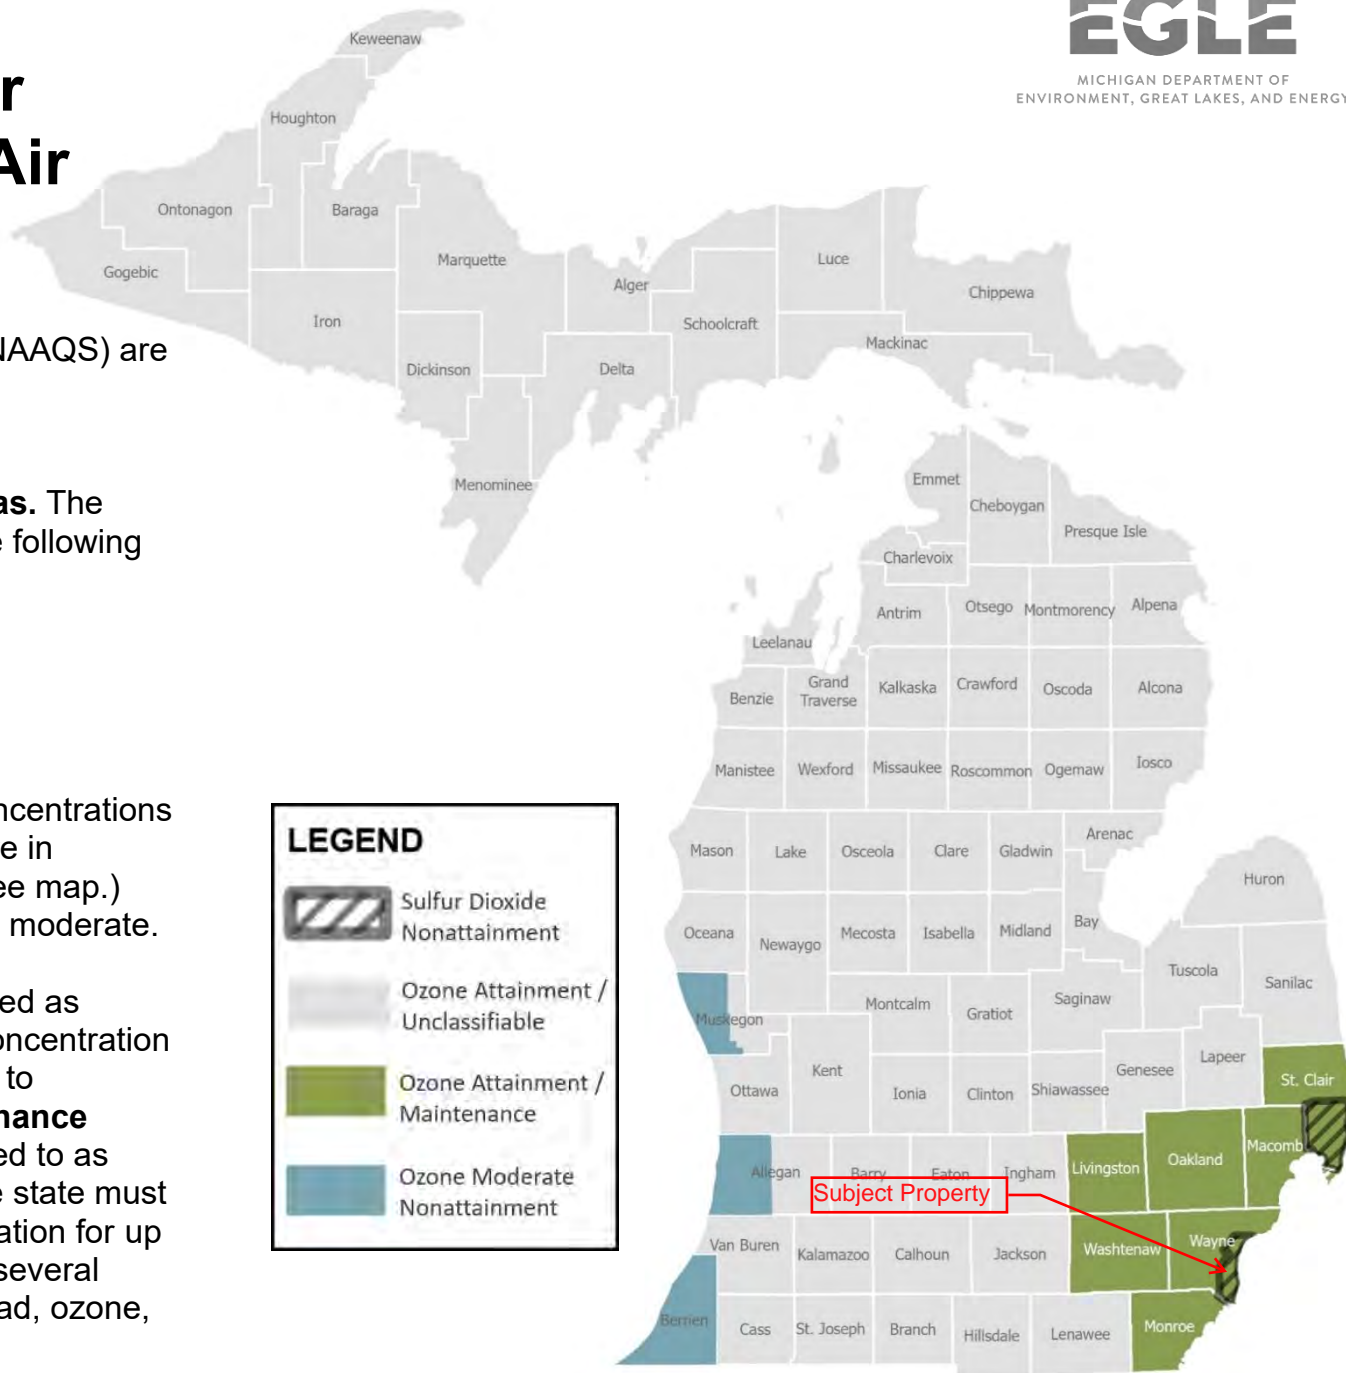 EGLE
MICHIGAN DEPARTMENT OF
ENVIRONMENT, GREAT LAKES, AND ENERGY
r
Air
NAAQS) are
as. The
e following
ncentrations
e in
ee map.)
moderate.
ed as
oncentration
to
nance
ed to as
e state must
ation for up
several
ad, ozone,
LEGEND
Sulfur Dioxide
Nonattainment
Ozone Attainment /
Unclassifiable
Ozone Attainment /
Maintenance
Ozone Moderate
Nonattainment
Keweenaw
Houghton
Ontonagon
Baraga
Gogebic
Marquette
Alger
Luce
Chippewa
Iron
Schoolcraft
Mackinac
Dickinson
Delta
Menominee
Emmet
Cheboygan
Presque Isle
Charlevoix
Antrim
Otsego
Montmorency
Alpena
Leelanau
Benzie
Grand
Traverse
Kalkaska
Crawford
Oscoda
Alcona
Manistee
Wexford
Missaukee
Roscommon
Ogemaw
Iosco
Mason
Lake
Osceola
Clare
Gladwin
Arenac
Huron
Oceana
Newaygo
Mecosta
Isabella
Midland
Bay
Tuscola
Sanilac
Muskegon
Montcalm
Gratiot
Saginaw
Ottawa
Kent
Ionia
Clinton
Shiawassee
Genesee
Lapeer
St. Clair
Allegan
Barry
Eaton
Ingham
Livingston
Oakland
Macomb
Subject Property
Van Buren
Kalamazoo
Calhoun
Jackson
Washtenaw
Wayne
Berrien
Cass
St. Joseph
Branch
Hillsdale
Lenawee
Monroe